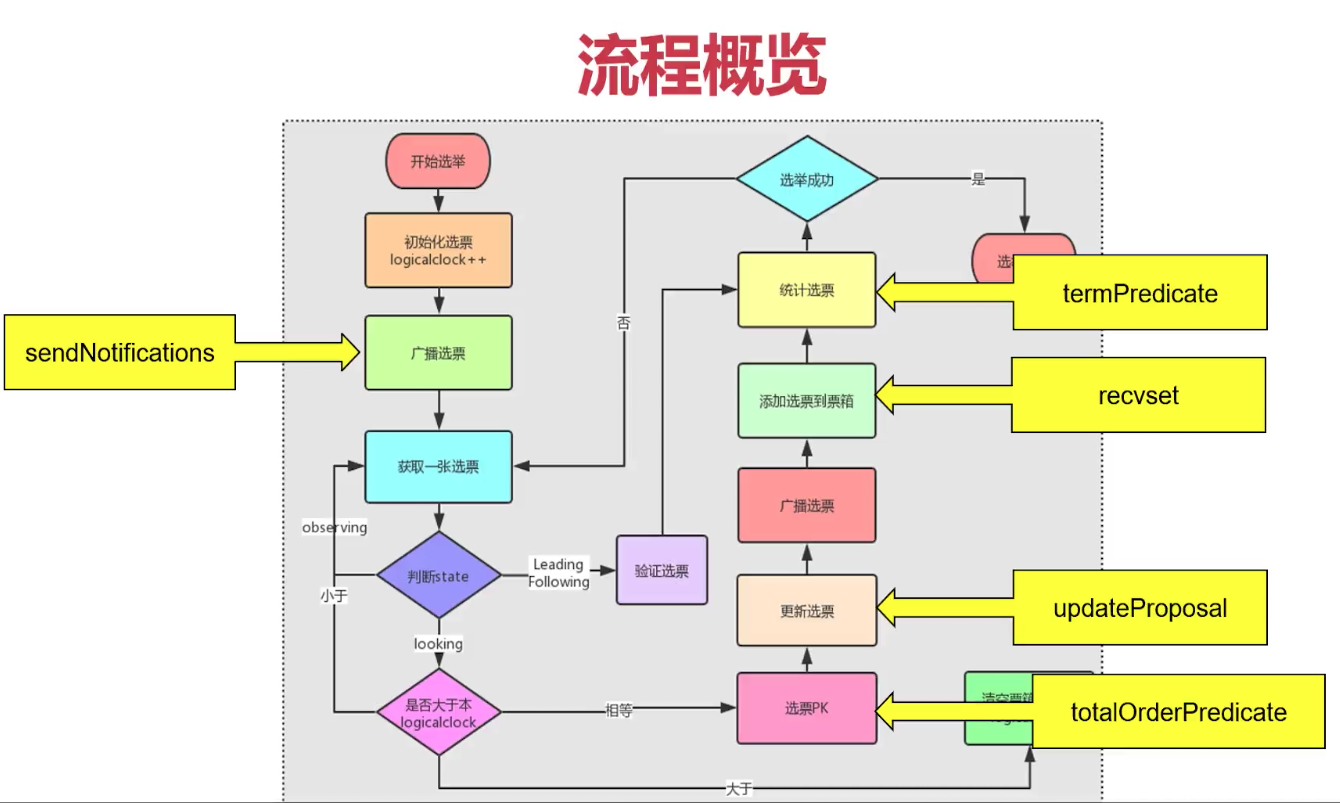 流程概览
开始选举
初始化选票
logicalclock++
sendNotifications
广播选票
获取一张选票
observing
判断state
小于
looking
是否大于本
logicalclock
Leading
Following
验证选票
否
选举成功
是
选
termPredicate
统计选票
recvset
添加选票到票箱
广播选票
updateProposal
更新选票
totalOrderPredicate
选票PK
相等
清空票箱
大于